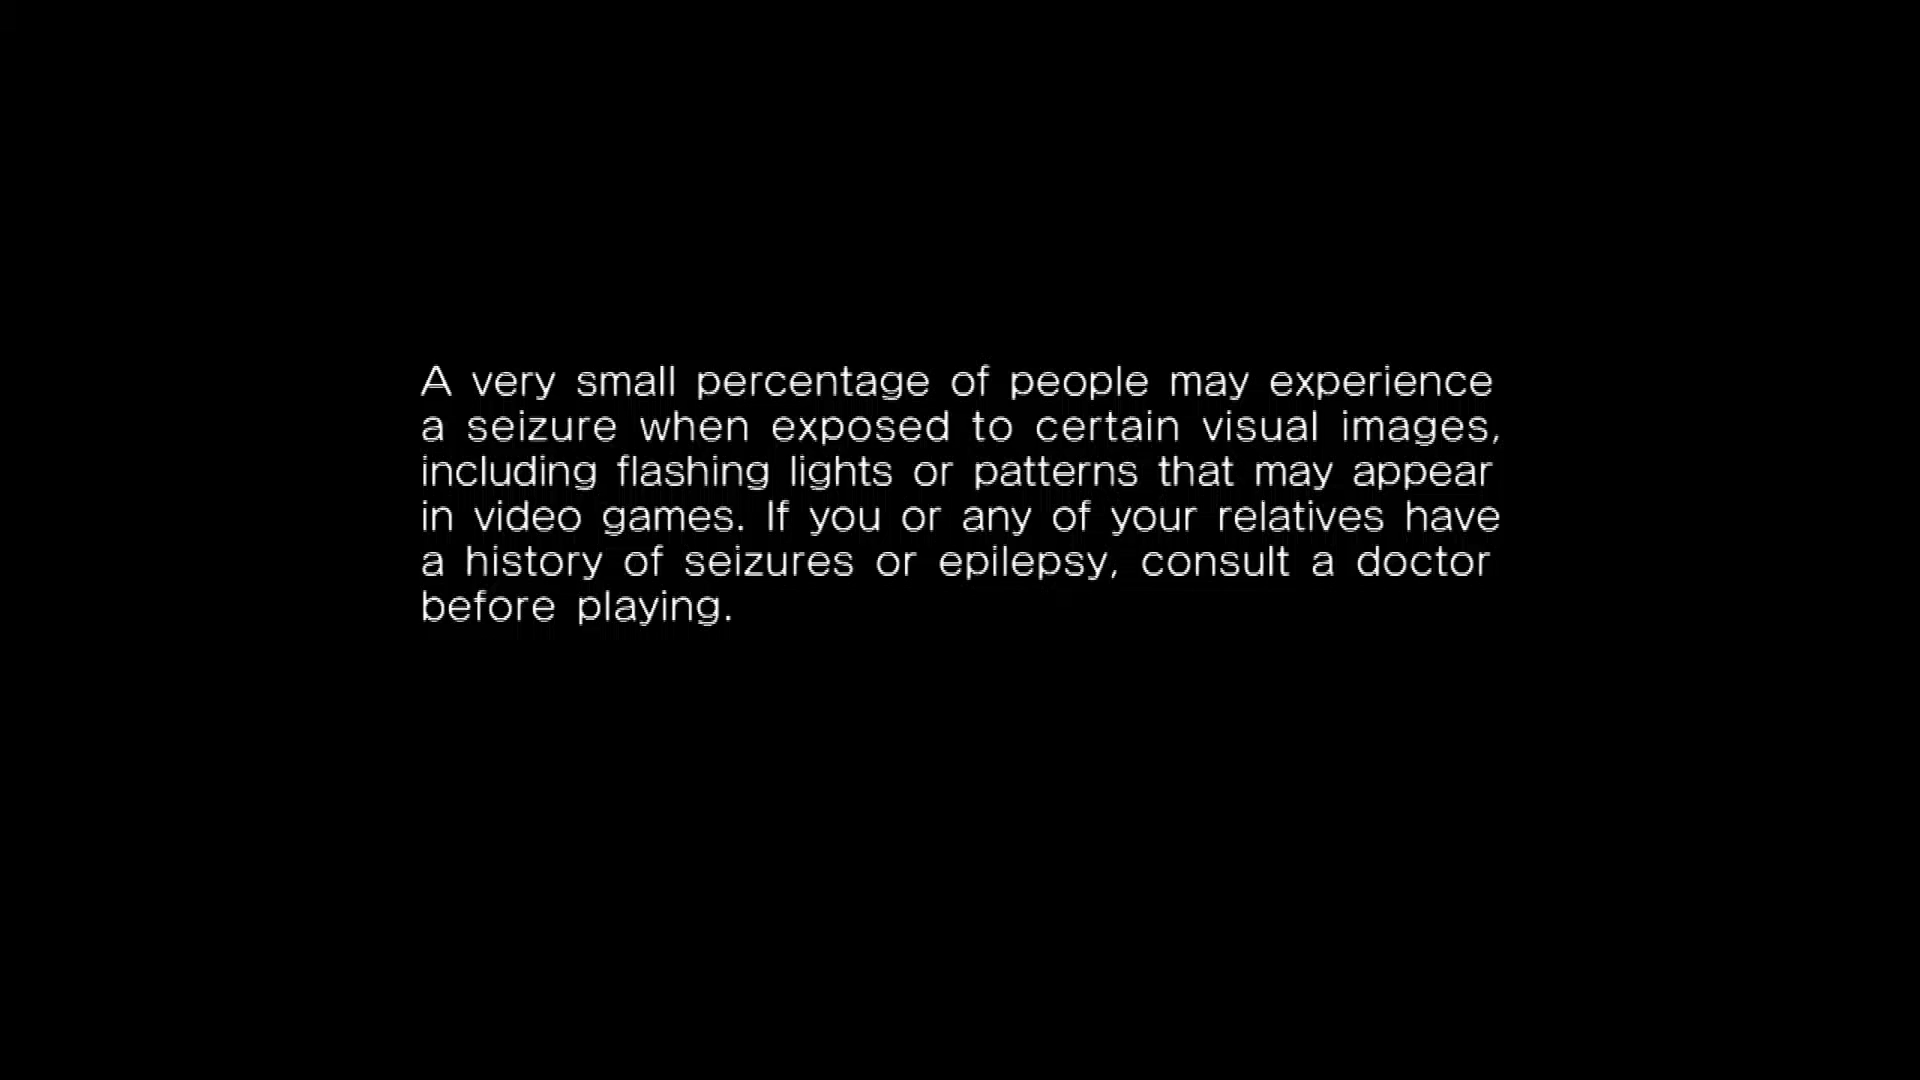 A very small percentage of people may experience
a seizure when exposed to certain visual images,
including flashing lights or patterns that may appear
in video games. If you or any of your relatives have
a history of seizures or epilepsy, consult a doctor
before playing.